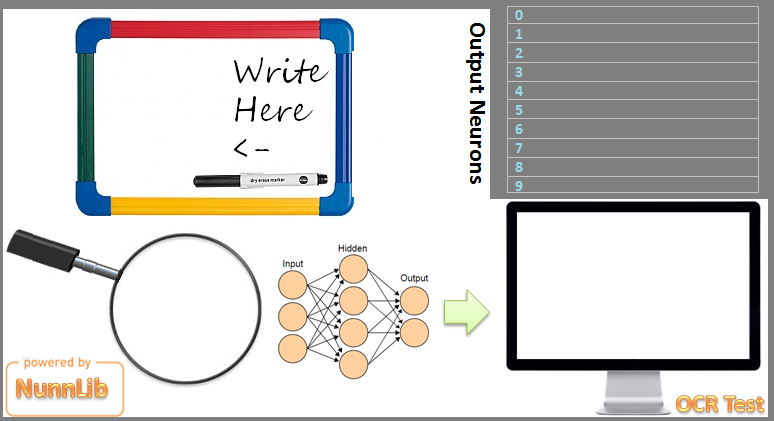 Write
Here
<-
dry erase marker
Output Neurons
0
1
2
3
4
5
6
7
8
9
Input
Hidden
Output
powered by
NunnLib
OCR Test